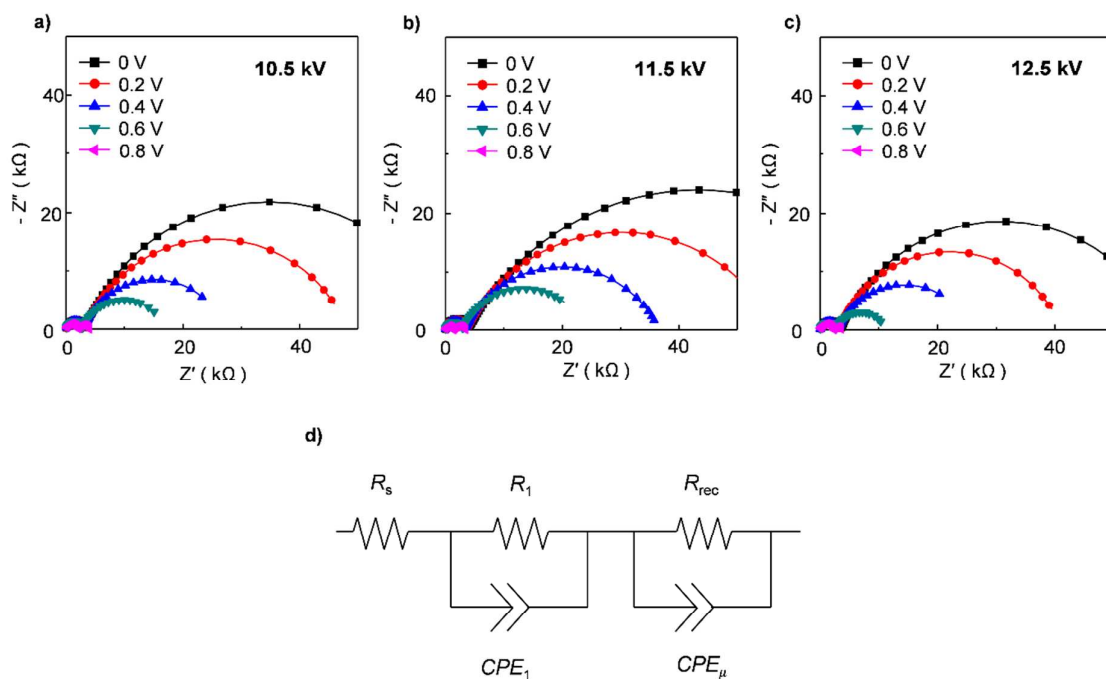 a)
10.5 kV
0 V
0.2 V
0.4 V
0.6 V
0.8 V
40
20
0
0
20
40
- Z″ ( kΩ )
Z′ ( kΩ )
b)
11.5 kV
0 V
0.2 V
0.4 V
0.6 V
0.8 V
40
20
0
0
20
40
- Z″ ( kΩ )
Z′ ( kΩ )
c)
12.5 kV
0 V
0.2 V
0.4 V
0.6 V
0.8 V
40
20
0
0
20
40
- Z″ ( kΩ )
Z′ ( kΩ )
d)
Rs
R1
Rrec
CPE1
CPEμ